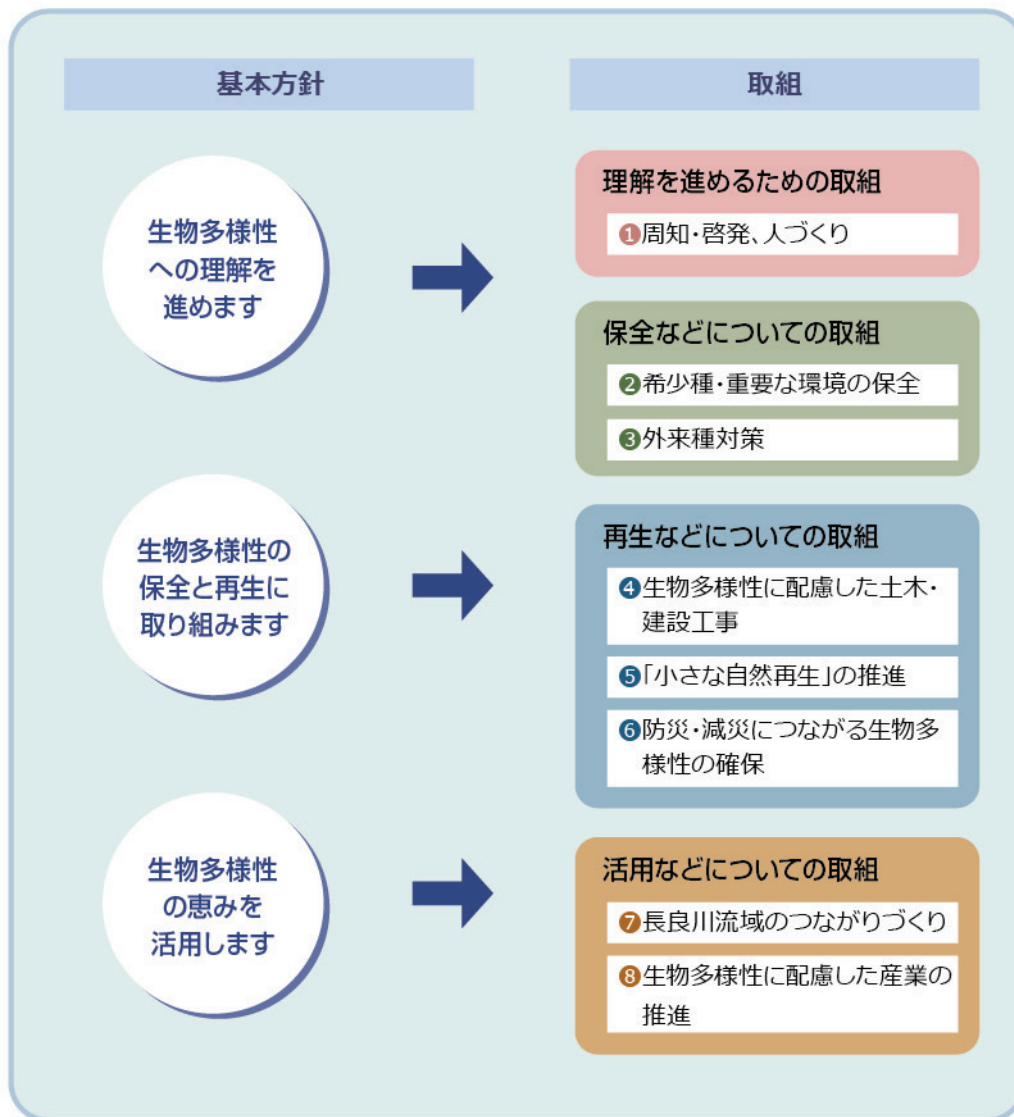 基本方針
取組
生物多様性
への理解を
進めます
理解を進めるための取組
❶周知・啓発、人づくり
保全などについての取組
❷希少種・重要な環境の保全
❸外来種対策
生物多様性の
保全と再生に
取り組みます
再生などについての取組
❹生物多様性に配慮した土木・
建設工事
❺「小さな自然再生」の推進
❻防災・減災につながる生物多
様性の確保
生物多様性
の恵みを
活用します
活用などについての取組
❼長良川流域のつながりづくり
❽生物多様性に配慮した産業の
推進